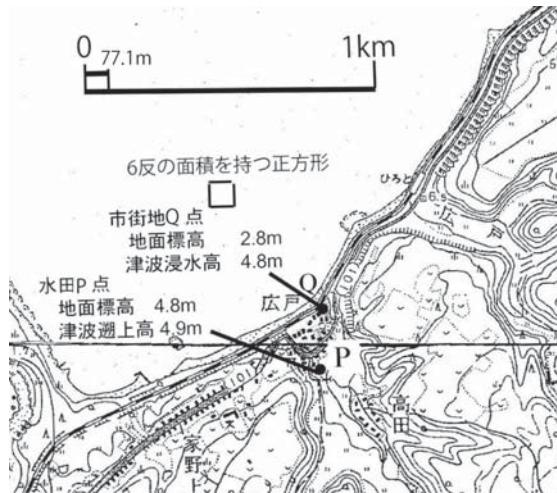 0
1km
77.1m
6反の面積を持つ正方形
市街地Q 点
地面標高 2.8m
津波浸水高 4.8m
水田P 点
地面標高 4.8m
津波遡上高 4.9m
ひろと
6.5
広戸
広戸
Q
P
高田
家野上